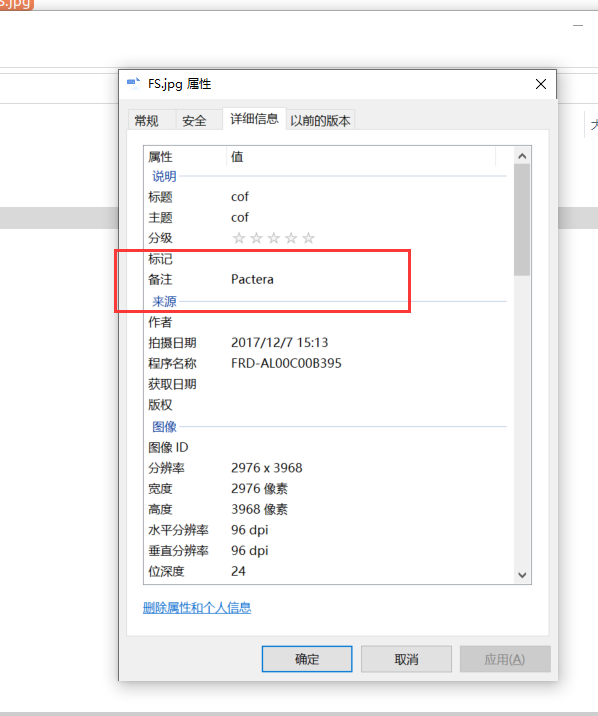 S.jpg
FS.jpg 属性
常规 安全 详细信息 以前的版本
属性 值
说明
标题 cof
主题 cof
分级 ☆☆☆☆☆
标记
备注 Pactera
来源
作者
拍摄日期 2017/12/7 15:13
程序名称 FRD-AL00C00B395
获取日期
版权
图像
图像 ID
分辨率 2976 x 3968
宽度 2976 像素
高度 3968 像素
水平分辨率 96 dpi
垂直分辨率 96 dpi
位深度 24
删除属性和个人信息
确定 取消 应用(A)